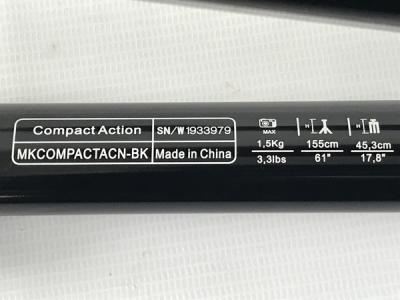 Compact Action SN/W1933979
MKCOMPACTACN-BK Made in China
MAX H H
1,5Kg 155cm 45,3cm
3,3lbs 61" 17,8"